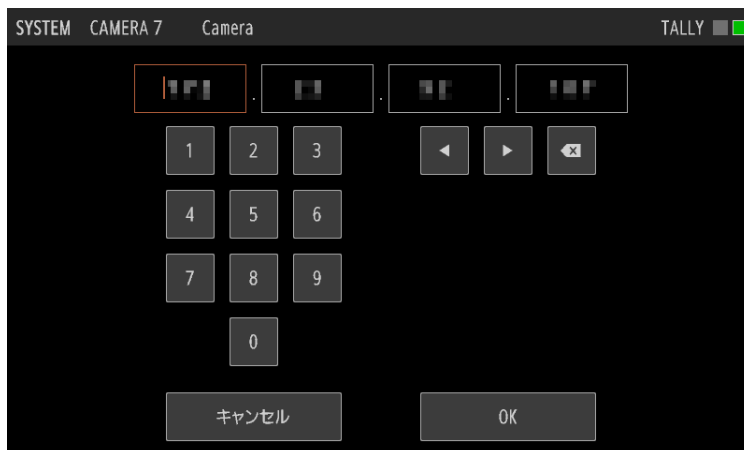 SYSTEM CAMERA 7 Camera TALLY
. . .
1 2 3
4 5 6
7 8 9
0
キャンセル OK